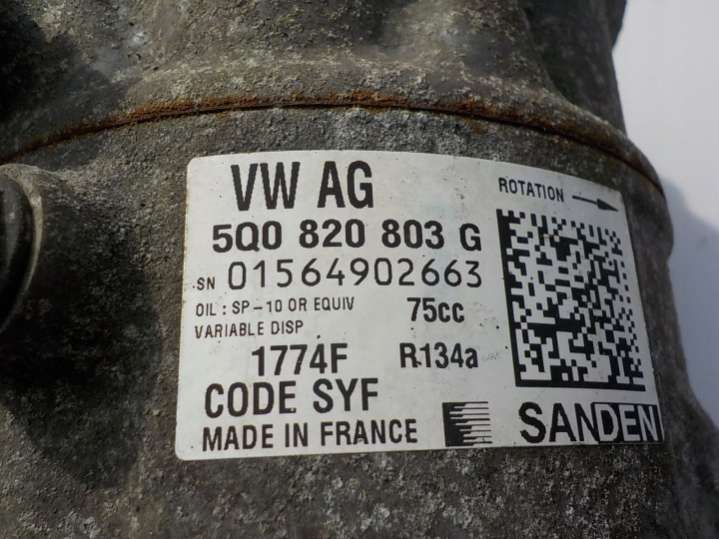 VW AG
ROTATION
5Q0 820 803 G
SN 01564902663
OIL : SP-10 OR EQUIV 75cc
VARIABLE DISP
1774F R134a
CODE SYF
MADE IN FRANCE
SANDEN